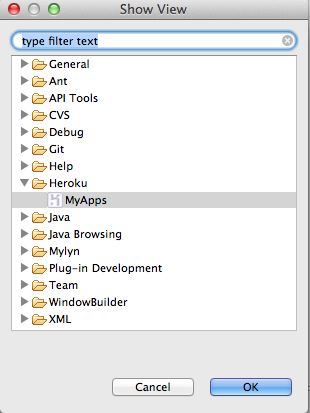 Show View
type filter text
General
Ant
API Tools
CVS
Debug
Git
Help
Heroku
MyApps
Java
Java Browsing
Mylyn
Plug-in Development
Team
WindowBuilder
XML
Cancel
OK